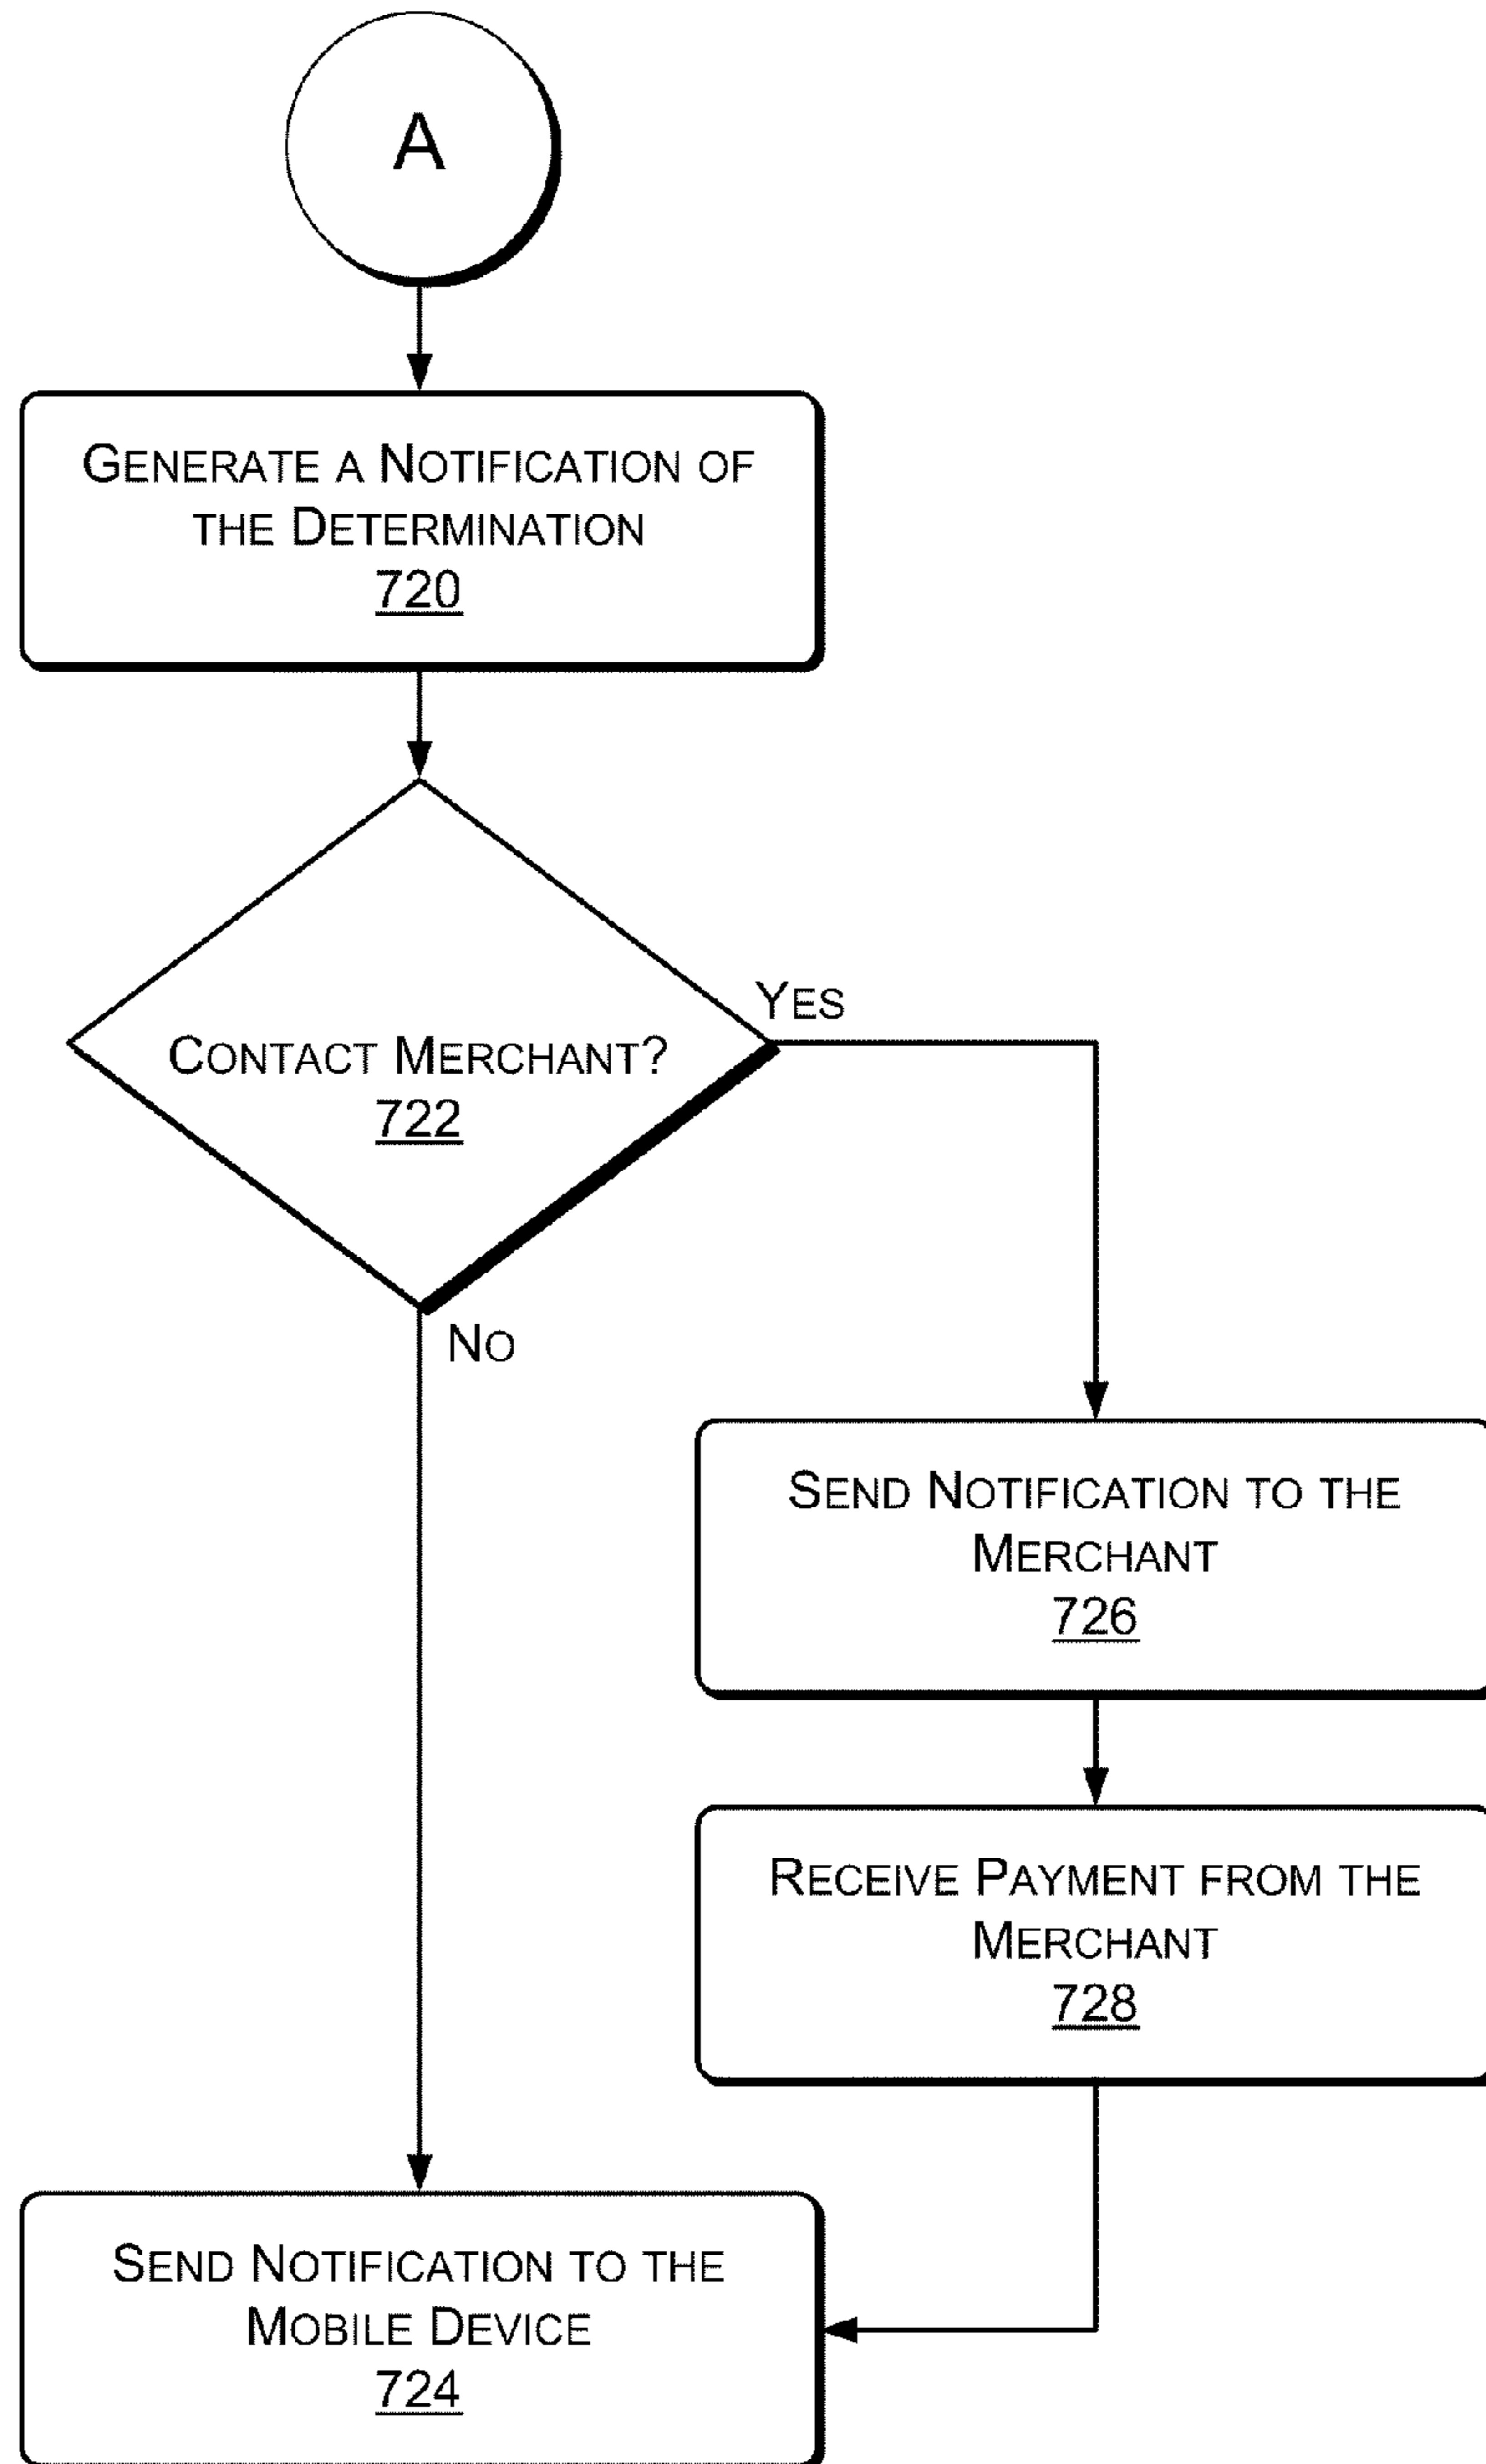 A
GENERATE A NOTIFICATION OF
THE DETERMINATION
720
CONTACT MERCHANT?
722
YES
NO
SEND NOTIFICATION TO THE
MERCHANT
726
RECEIVE PAYMENT FROM THE
MERCHANT
728
SEND NOTIFICATION TO THE
MOBILE DEVICE
724